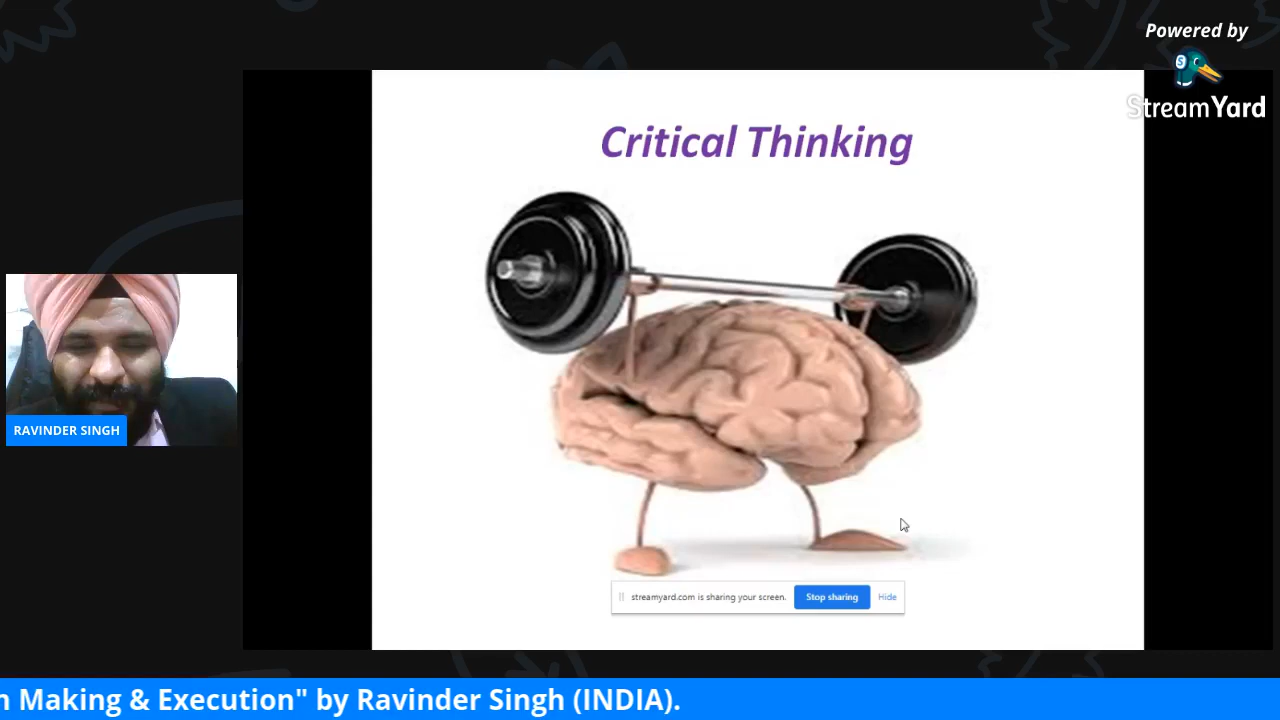 Powered by
StreamYard
Critical Thinking
RAVINDER SINGH
streamyard.com is sharing your screen.
Stop sharing
Hide
Making & Execution" by Ravinder Singh (INDIA).